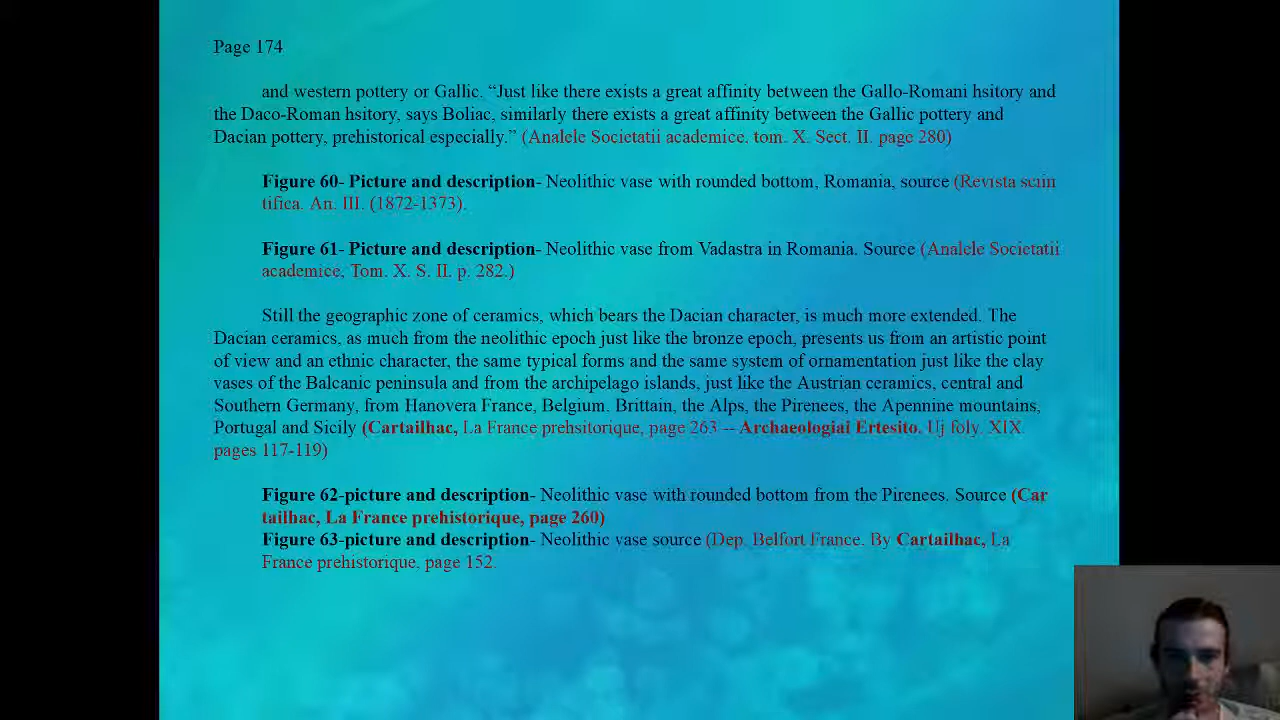 Page 174
and western pottery or Gallic. “Just like there exists a great affinity between the Gallo-Romani hsitory and
the Daco-Roman hsitory, says Boliac, similarly there exists a great affinity between the Gallic pottery and
Dacian pottery, prehistorical especially.” (Analele Societatii academice. tom. X. Sect. II. page 280)
Figure 60- Picture and description- Neolithic vase with rounded bottom, Romania, source (Revista sciin
tifica. An. III. (1872-1373).
Figure 61- Picture and description- Neolithic vase from Vadastra in Romania. Source (Analele Societatii
academice, Tom. X. S. II. p. 282.)
Still the geographic zone of ceramics, which bears the Dacian character, is much more extended. The
Dacian ceramics, as much from the neolithic epoch just like the bronze epoch, presents us from an artistic point
of view and an ethnic character, the same typical forms and the same system of ornamentation just like the clay
vases of the Balcanic peninsula and from the archipelago islands, just like the Austrian ceramics, central and
Southern Germany, from Hanovera France, Belgium. Brittain, the Alps, the Pirenees, the Apennine mountains,
Portugal and Sicily (Cartailhac, La France prehsitorique, page 263 -- Archaeologiai Ertesito. Uj foly. XIX.
pages 117-119)
Figure 62-picture and description- Neolithic vase with rounded bottom from the Pirenees. Source (Car
tailhac, La France prehistorique, page 260)
Figure 63-picture and description- Neolithic vase source (Dep. Belfort France. By Cartailhac, La
France prehistorique, page 152.